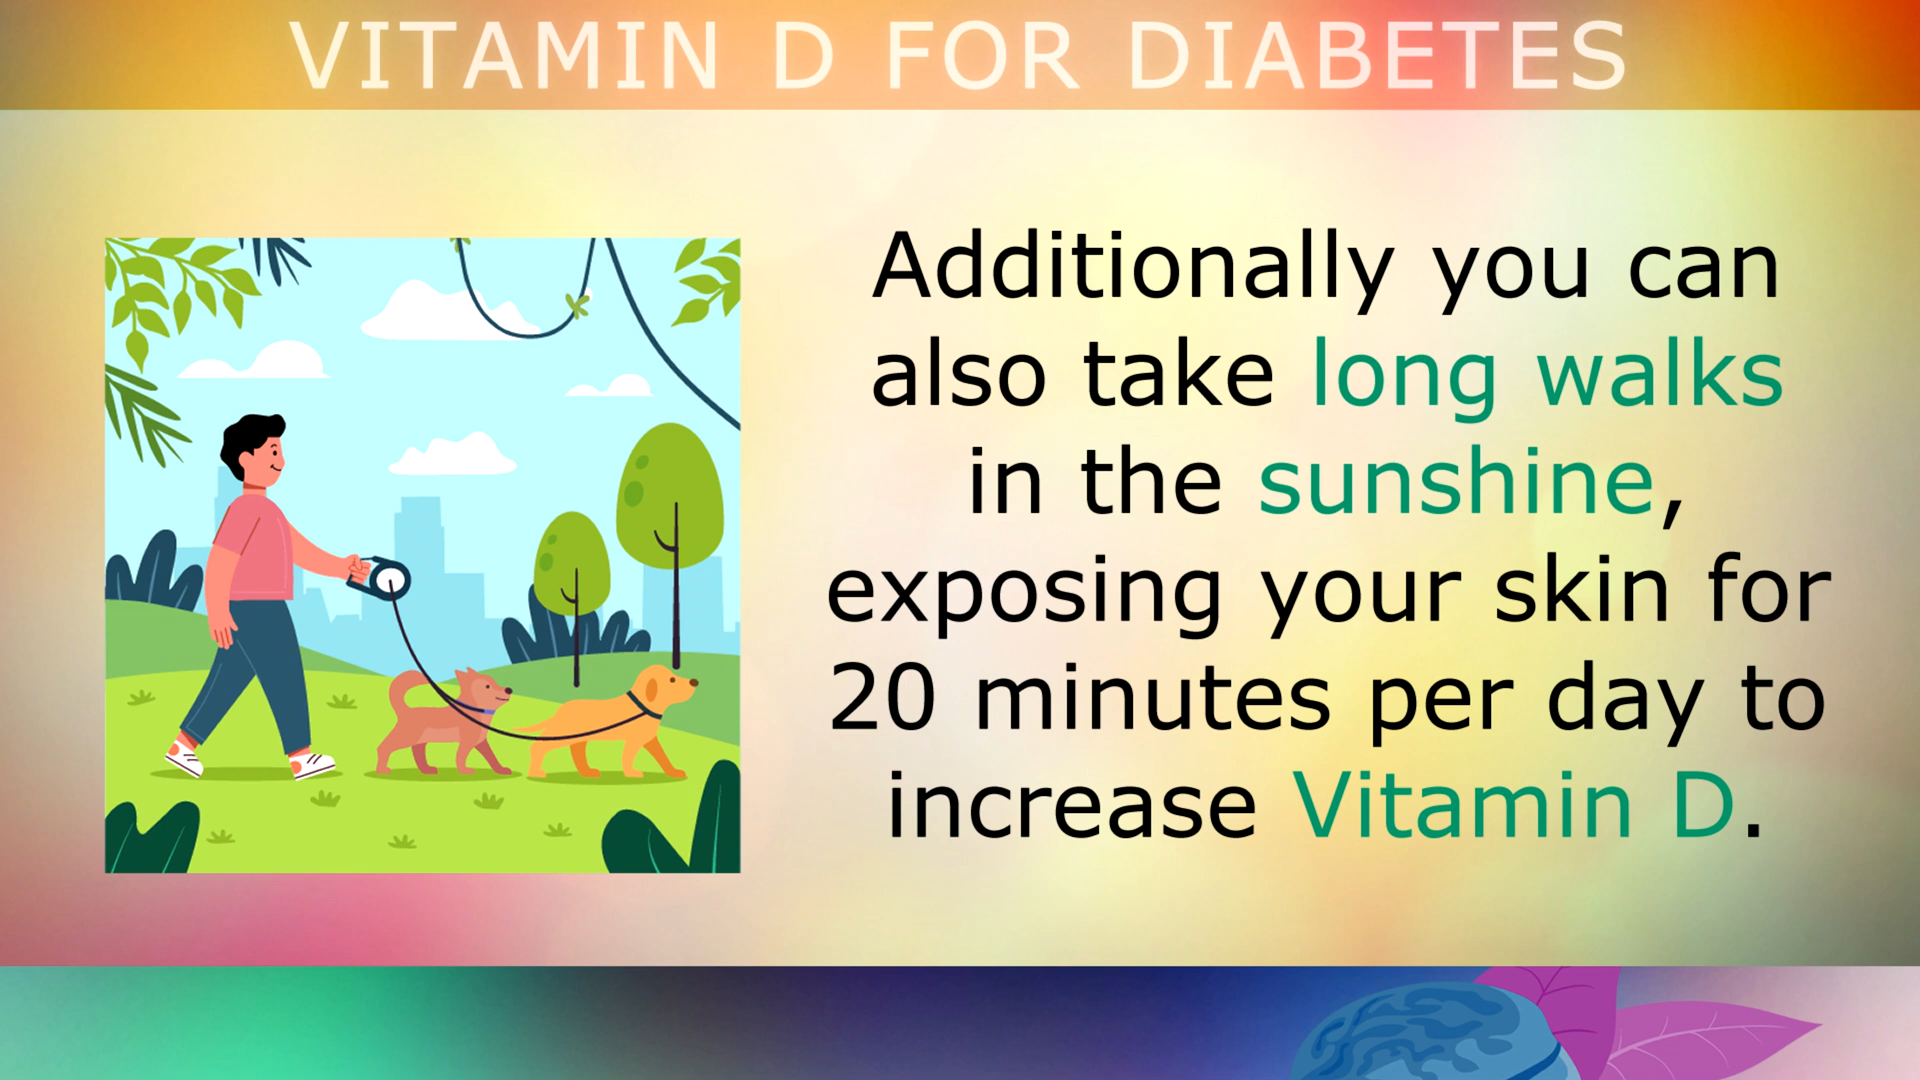 VITAMIN D FOR DIABETES
Additionally you can
also take long walks
in the sunshine,
exposing your skin for
20 minutes per day to
increase Vitamin D.